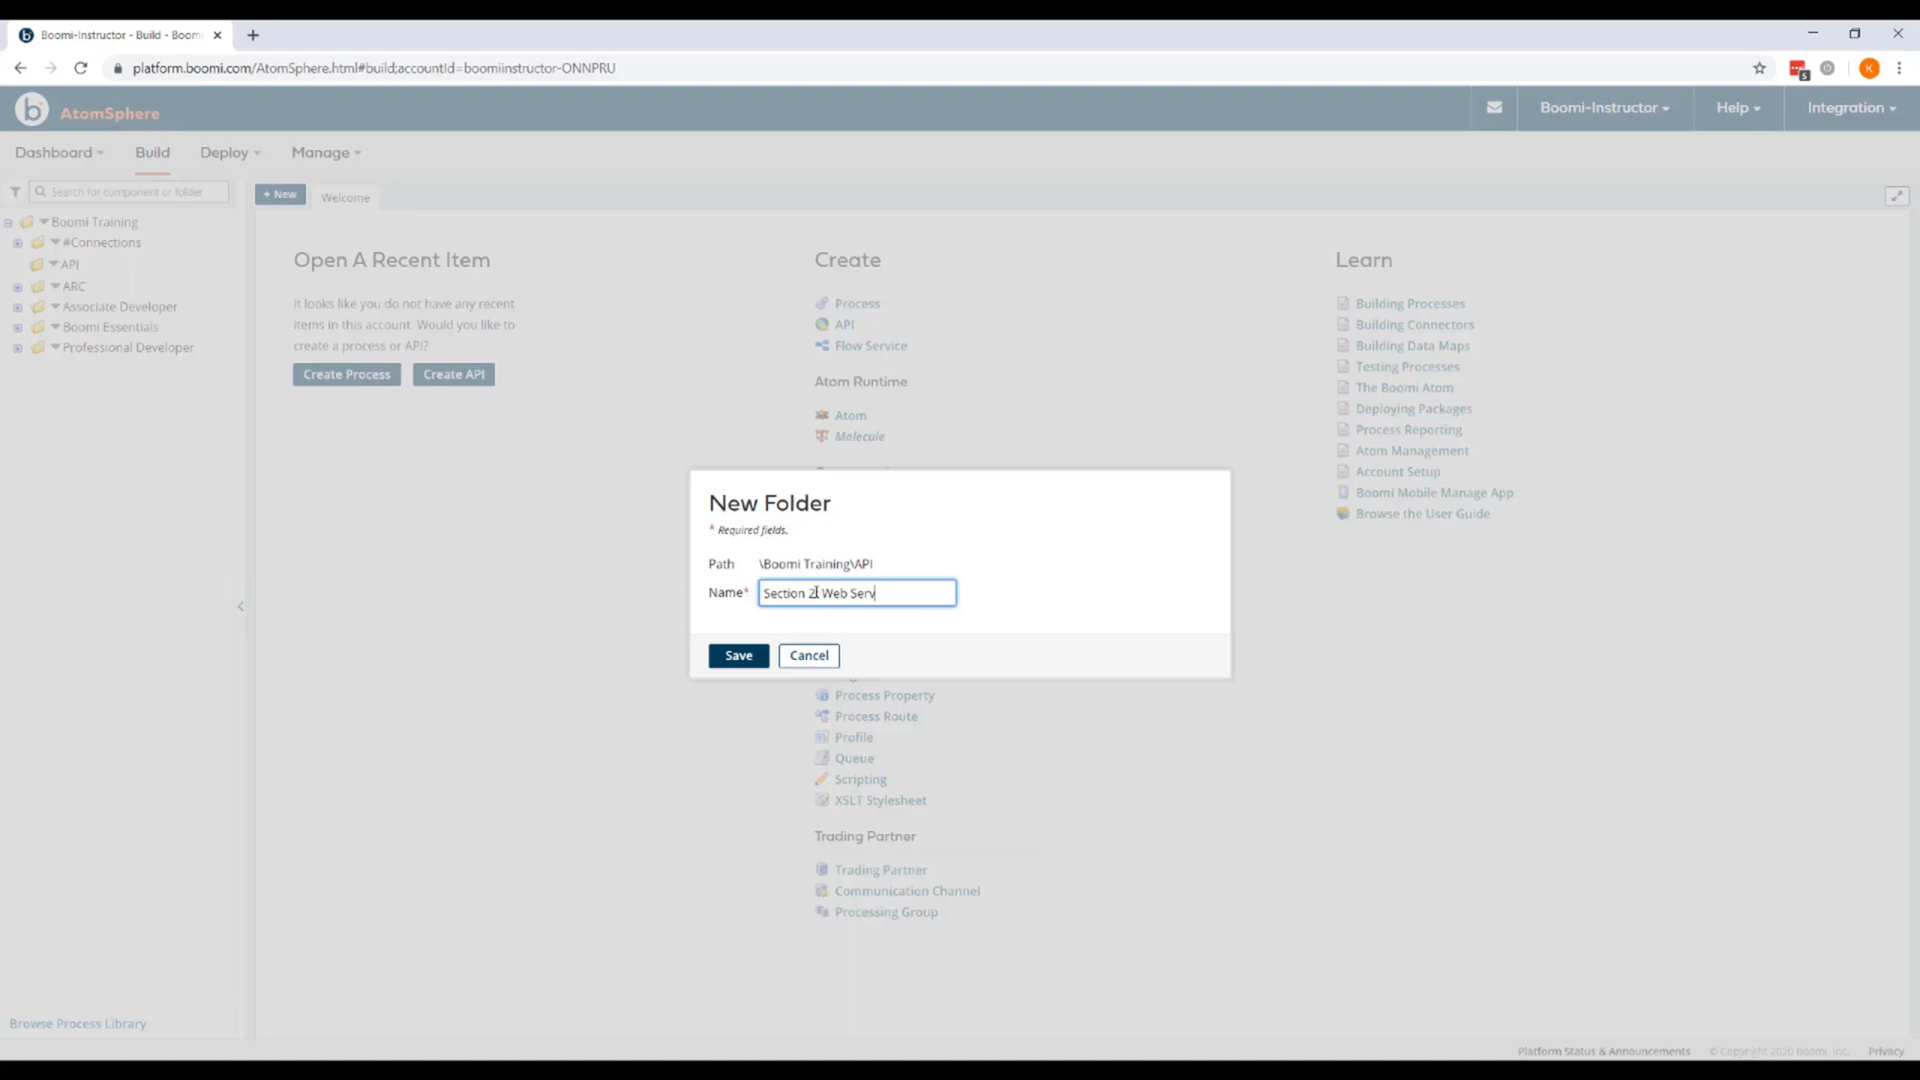 Boomi-Instructor - Build - Boomi
platform.boomi.com/AtomSphere.html#build;accountId=boomiinstructor-ONNPRU
5
K
b AtomSphere
Boomi-Instructor
Help
Integration
Dashboard
Build
Deploy
Manage
Search for component or folder
+ New
Welcome
Boomi Training
#Connections
API
ARC
Associate Developer
Boomi Essentials
Professional Developer
Open A Recent Item
It looks like you do not have any recent
items in this account. Would you like to
create a process or API?
Create Process
Create API
Create
Process
API
Flow Service
Atom Runtime
Atom
Molecule
Learn
Building Processes
Building Connectors
Building Data Maps
Testing Processes
The Boomi Atom
Deploying Packages
Process Reporting
Atom Management
Account Setup
Boomi Mobile Manage App
Browse the User Guide
New Folder
* Required fields.
Path \Boomi Training\API
Name* Section 2 Web Serv
Save
Cancel
Process Property
Process Route
Profile
Queue
Scripting
XSLT Stylesheet
Trading Partner
Trading Partner
Communication Channel
Processing Group
Browse Process Library
Platform Status & Announcements
© Copyright 2020 Boomi, Inc.
Privacy